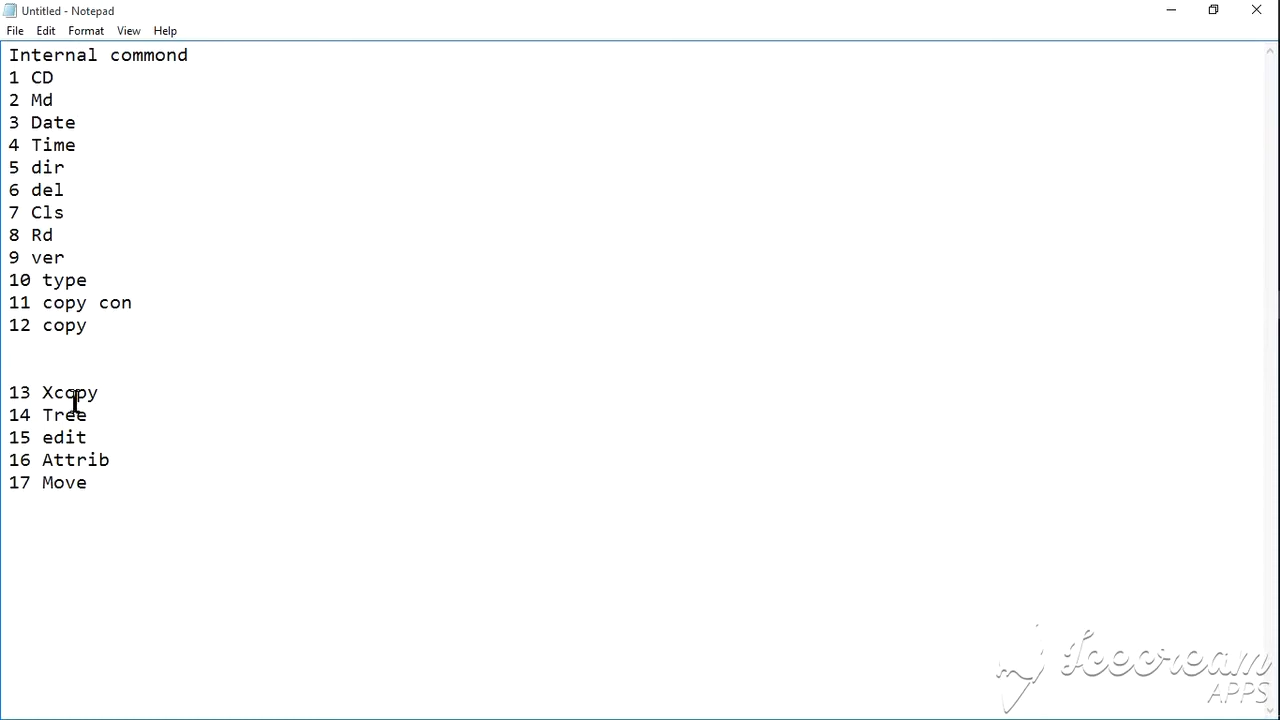 Untitled - Notepad
File Edit Format View Help
Internal commond
1 CD
2 Md
3 Date
4 Time
5 dir
6 del
7 Cls
8 Rd
9 ver
10 type
11 copy con
12 copy
13 Xcopy
14 Tree
15 edit
16 Attrib
17 Move
Icecream
APPS